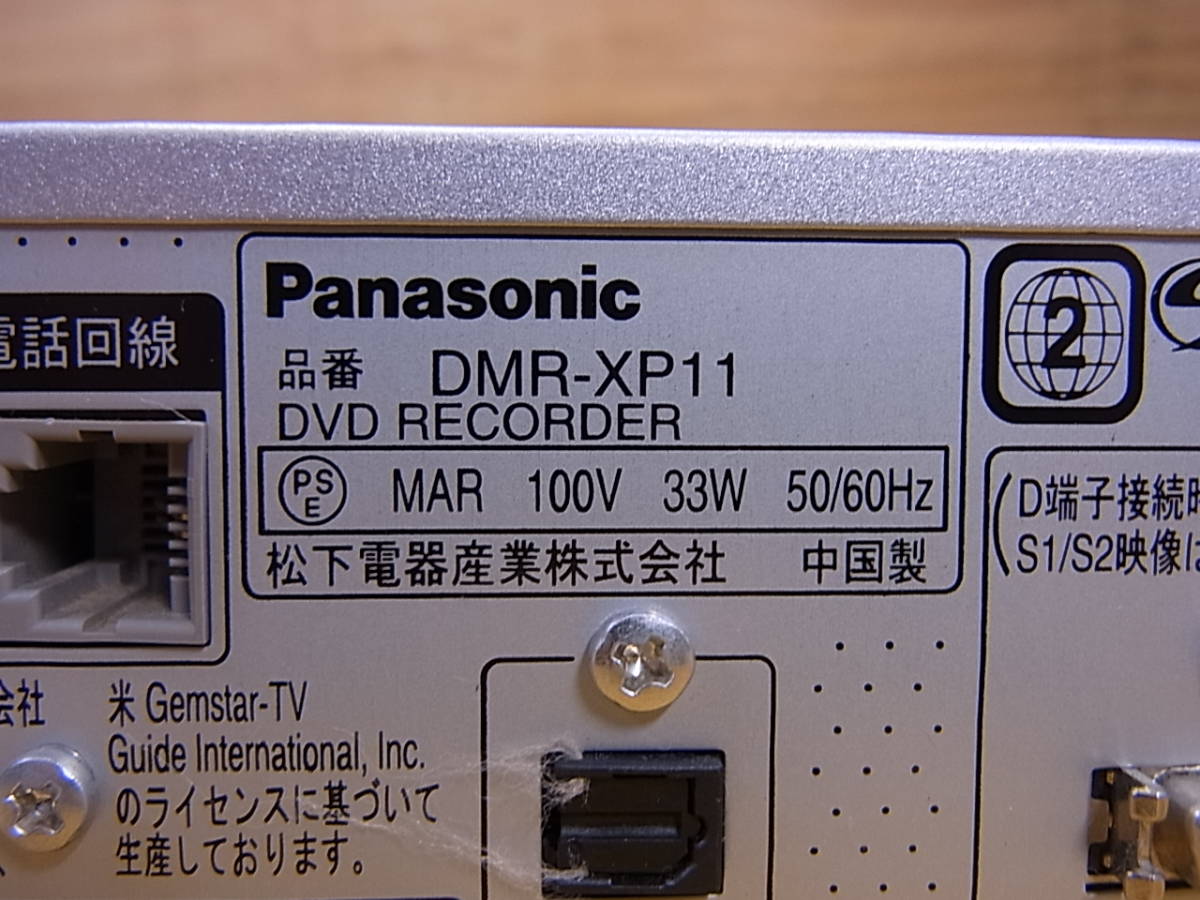 Panasonic
品番 DMR-XP11
DVD RECORDER
PSE MAR 100V 33W 50/60Hz
松下電器産業株式会社 中国製
電話回線
2
D端子接続時
S1/S2映像は
会社
米 Gemstar-TV
Guide International, Inc.
のライセンスに基づいて
生産しております。